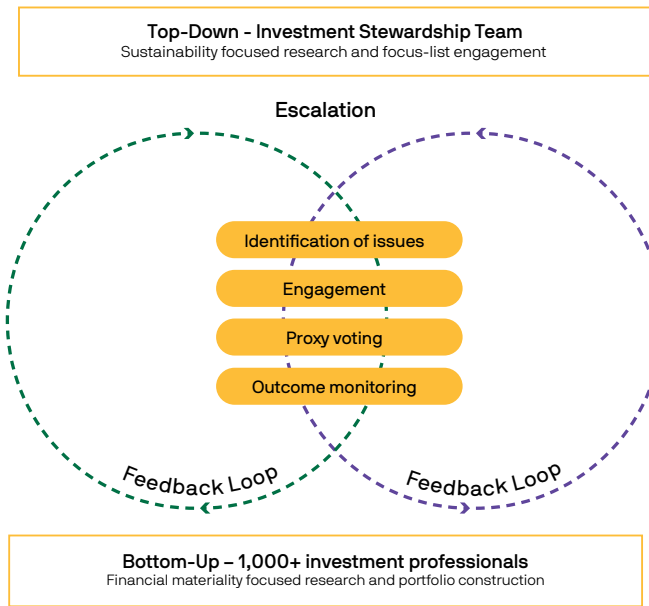 Top-Down - Investment Stewardship Team
Sustainability focused research and focus-list engagement
Escalation
Identification of issues
Engagement
Proxy voting
Outcome monitoring
Feedback Loop
Feedback Loop
Bottom-Up – 1,000+ investment professionals
Financial materiality focused research and portfolio construction